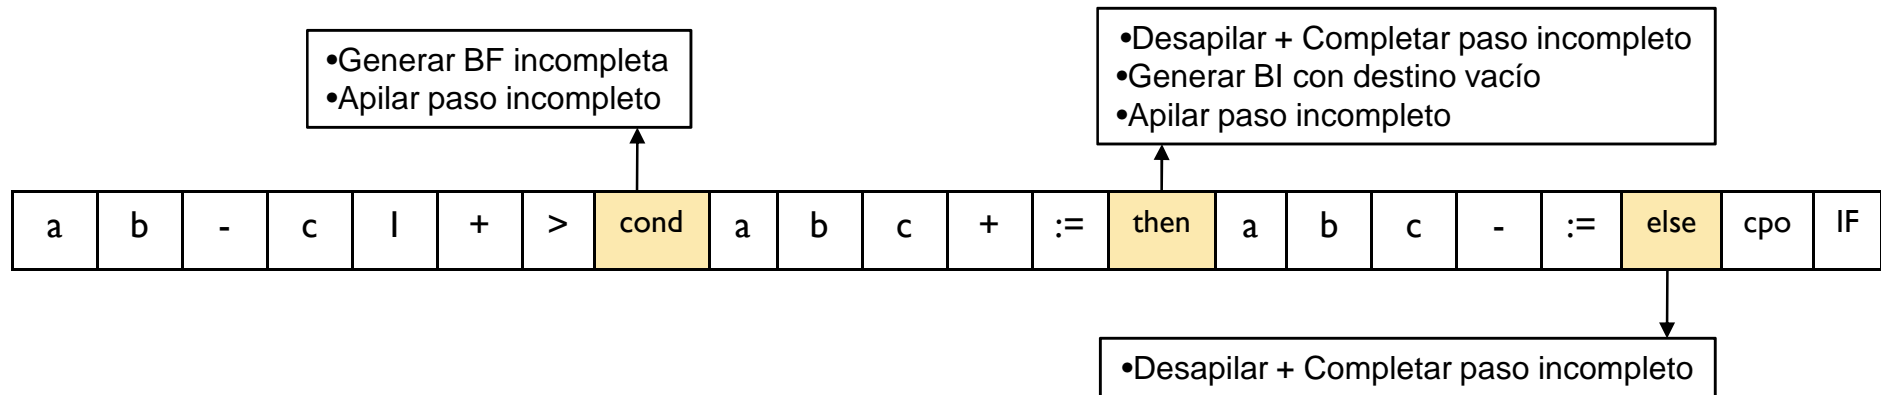 •Generar BF incompleta
•Apilar paso incompleto
•Desapilar + Completar paso incompleto
•Generar BI con destino vacío
•Apilar paso incompleto
a b - c 1 + > cond a b c + := then a b c - := else cpo IF
•Desapilar + Completar paso incompleto